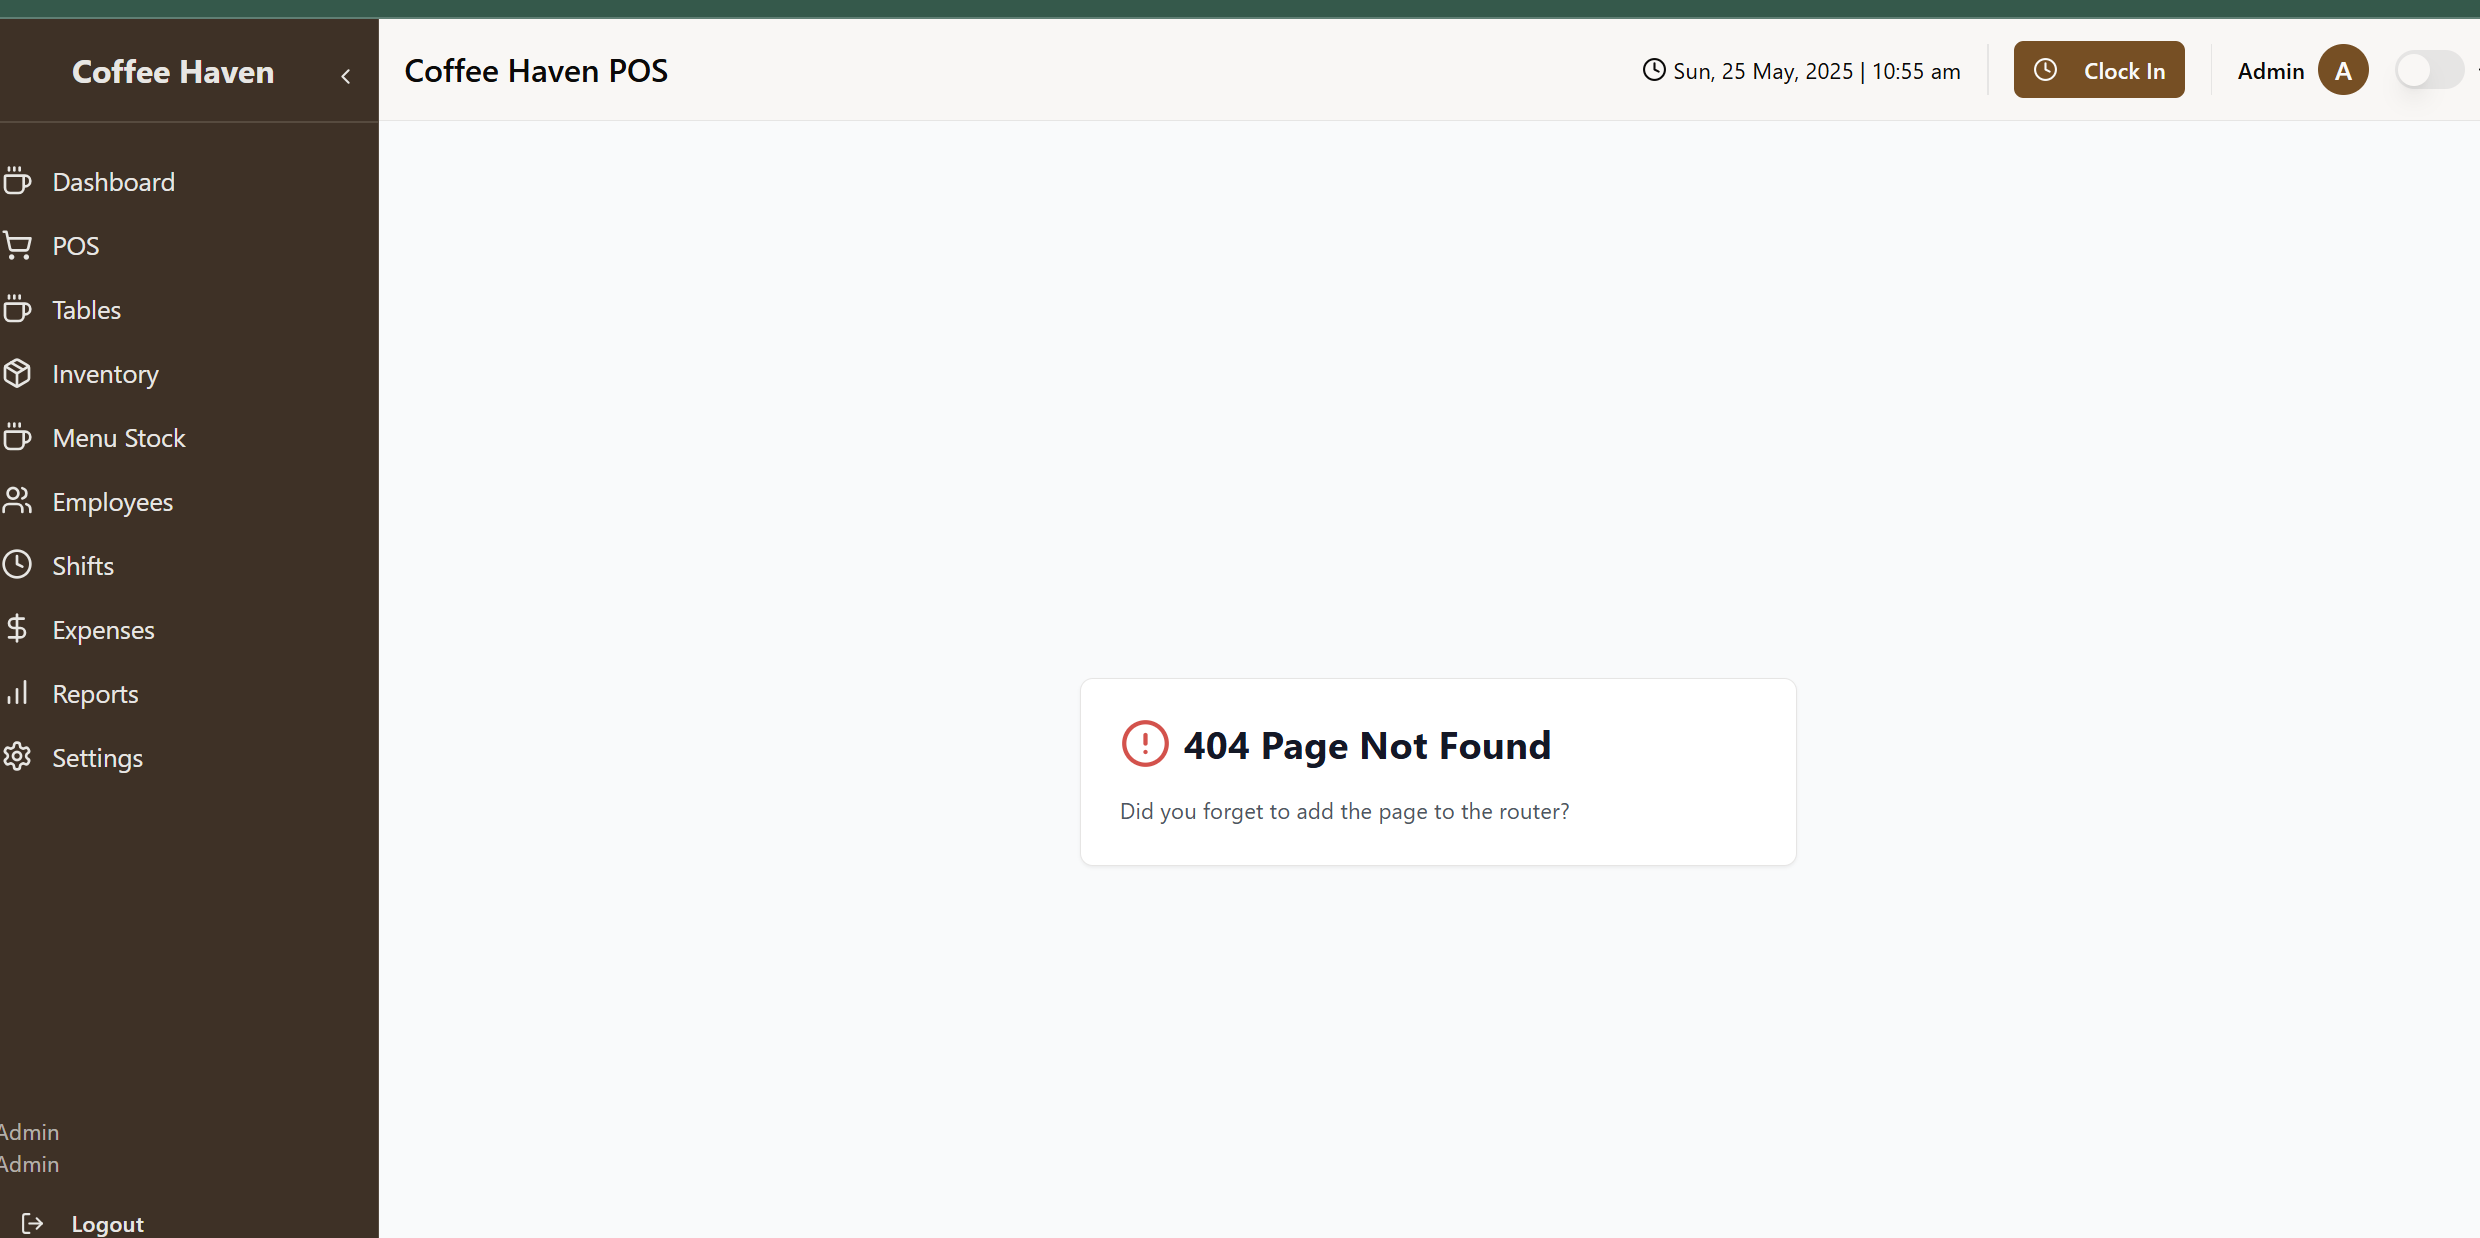 Coffee Haven
Coffee Haven POS
Sun, 25 May, 2025 | 10:55 am
Clock In
Admin
A
Dashboard
POS
Tables
Inventory
Menu Stock
Employees
Shifts
Expenses
Reports
Settings
404 Page Not Found
Did you forget to add the page to the router?
Admin
Admin
Logout